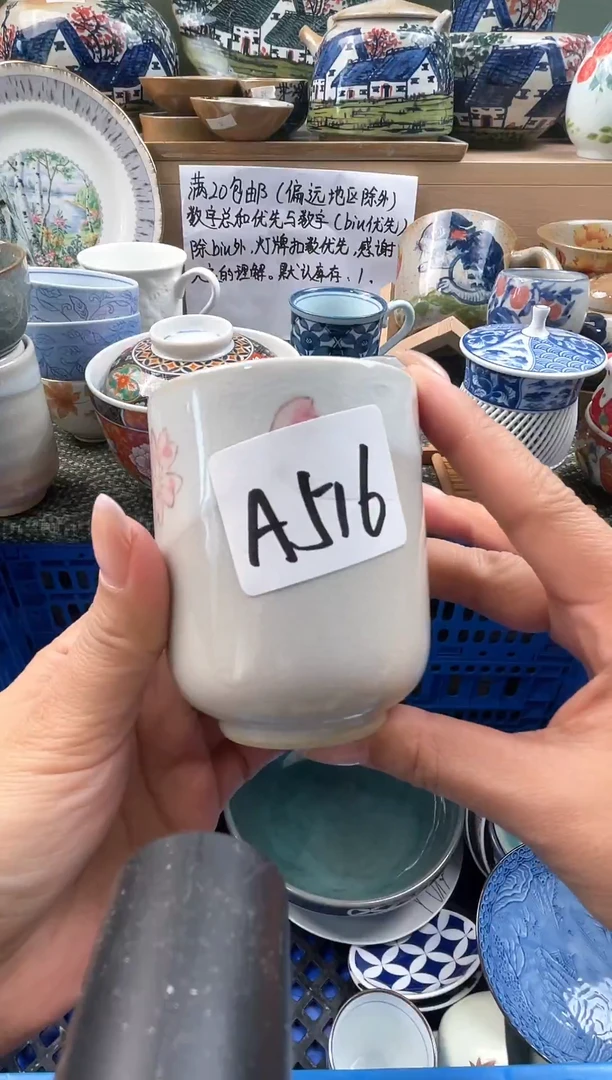 满20包邮（偏远地区除外）
数字总和优先与数字（biu优先）
除biu外，灯牌扣数优先，感谢
的理解。默认库存：1.
A516